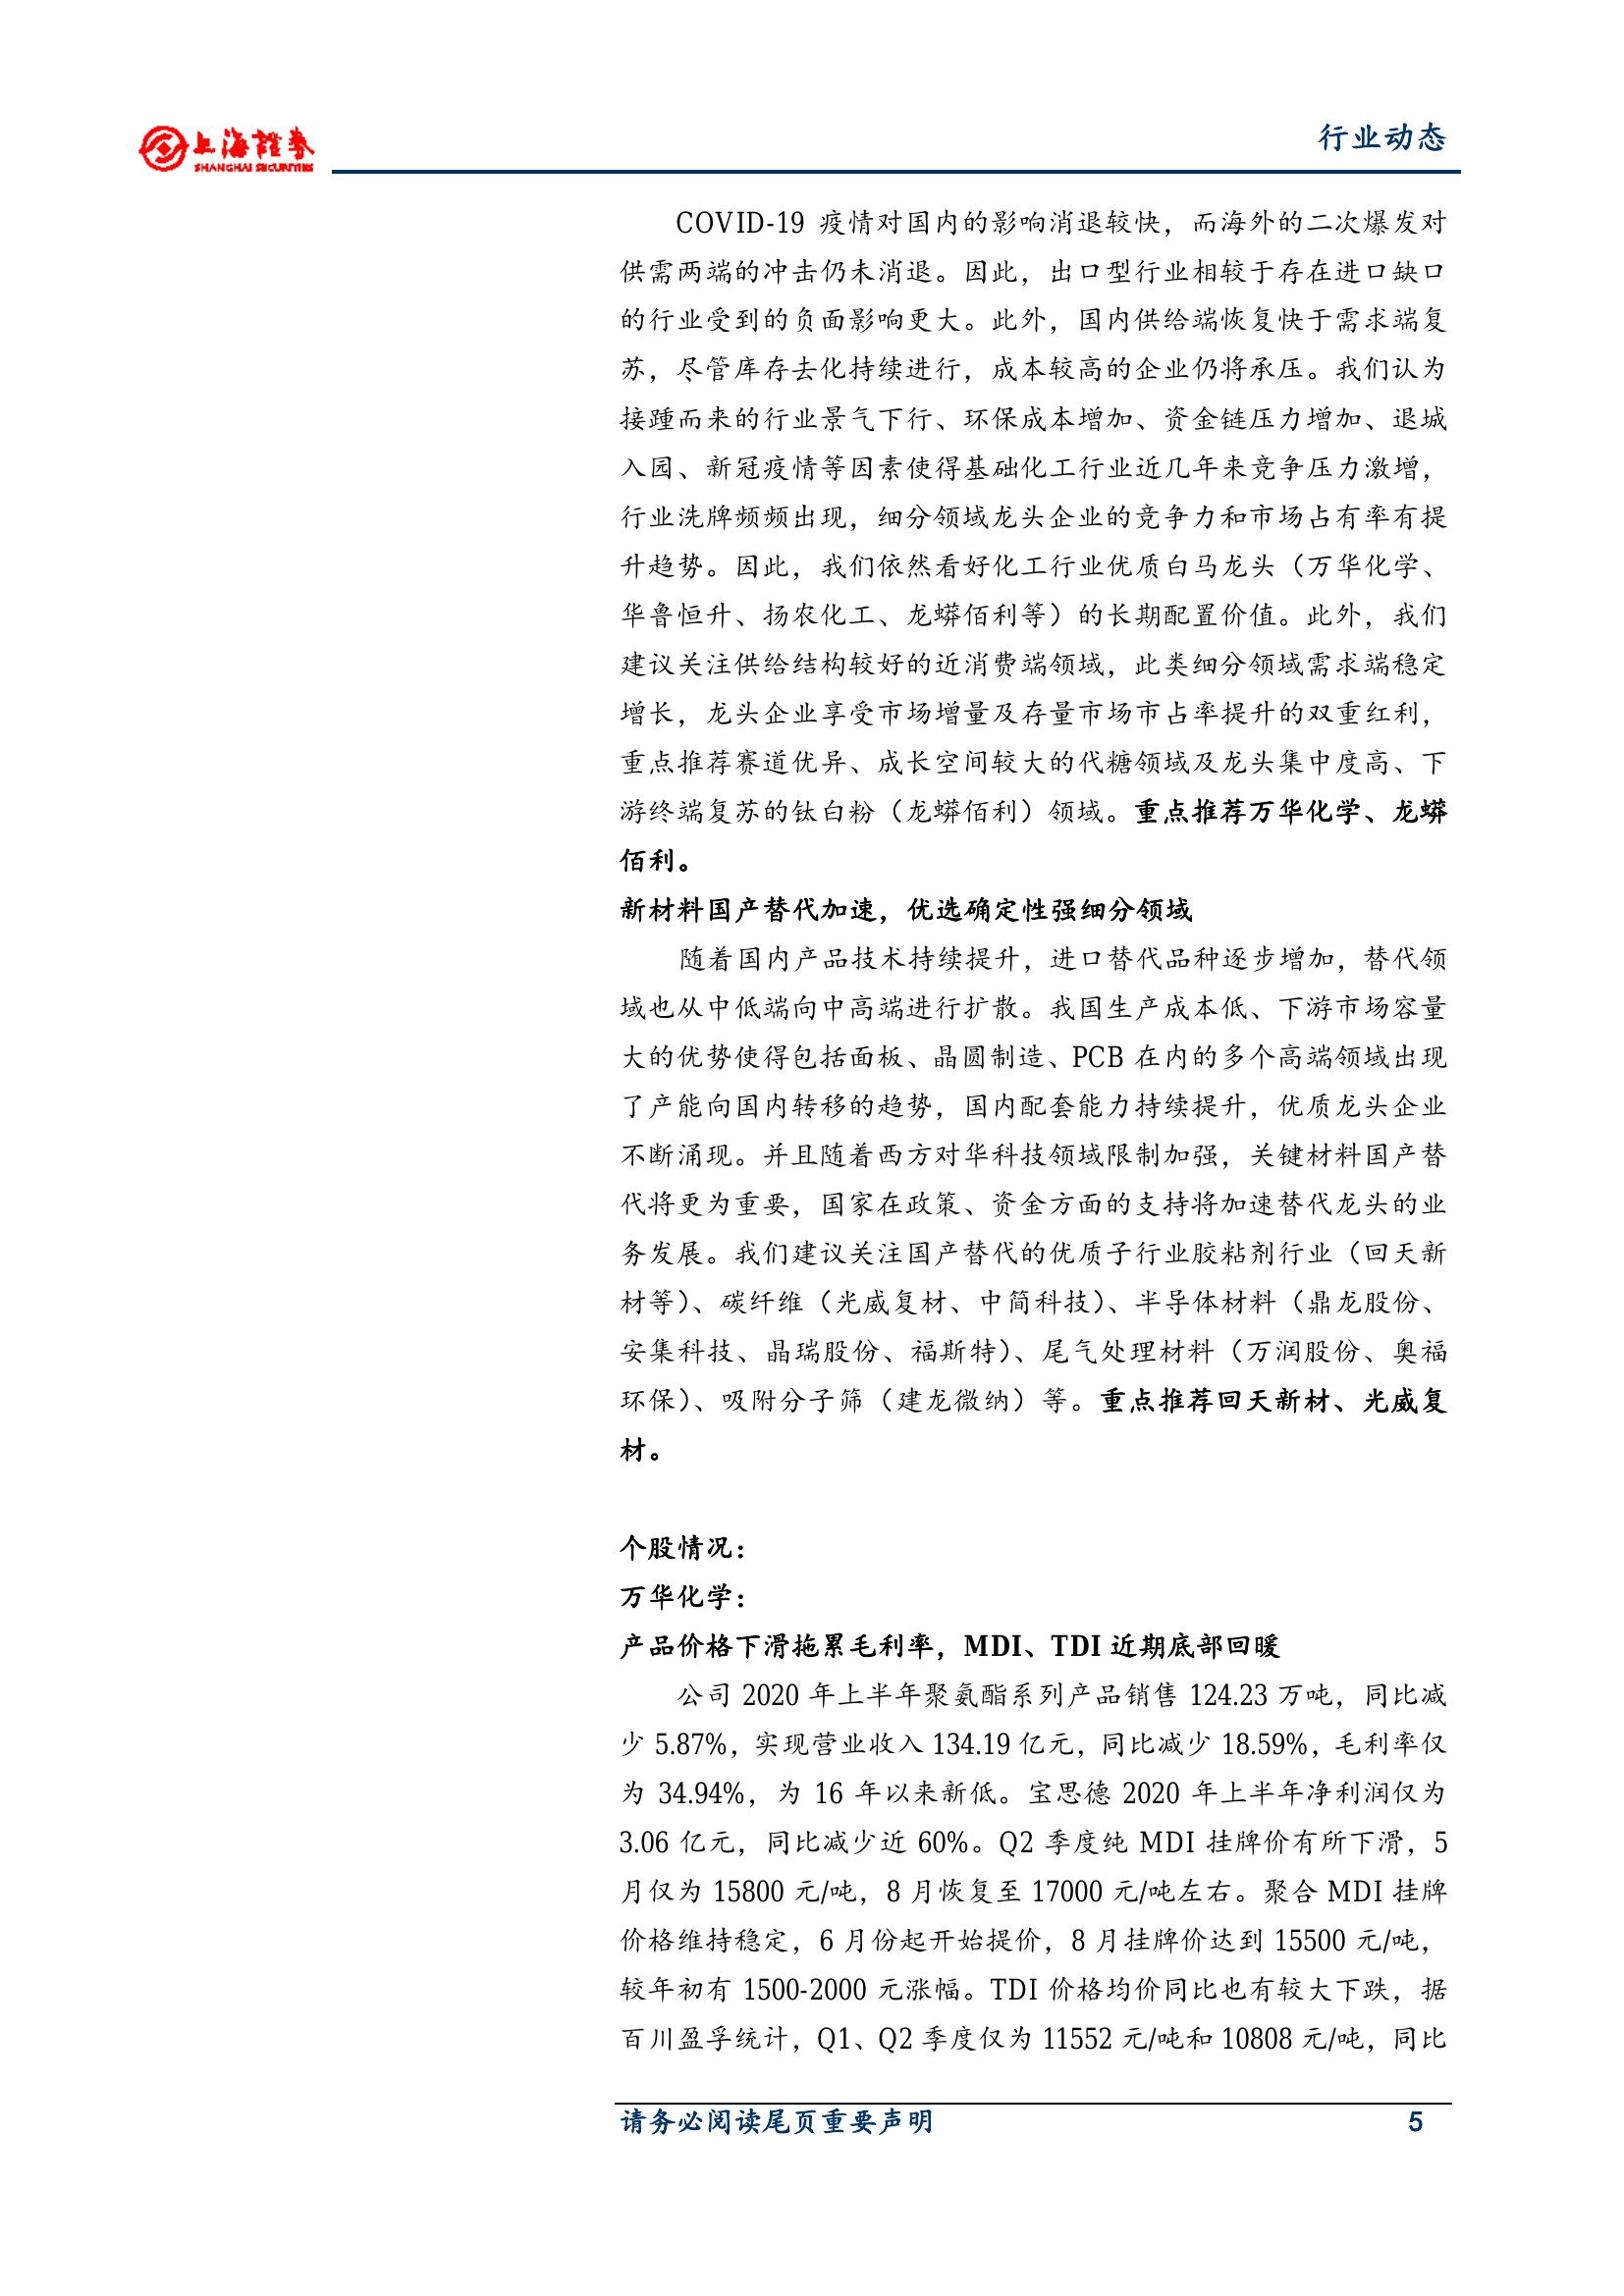 上海證券
SHANGHAI SECURITIES
行业动态
COVID-19 疫情对国内的影响消退较快，而海外的二次爆发对
供需两端的冲击仍未消退。因此，出口型行业相较于存在进口缺口
的行业受到的负面影响更大。此外，国内供给端恢复快于需求端复
苏，尽管库存去化持续进行，成本较高的企业仍将承压。我们认为
接踵而来的行业景气下行、环保成本增加、资金链压力增加、退城
入园、新冠疫情等因素使得基础化工行业近几年来竞争压力激增，
行业洗牌频频出现，细分领域龙头企业的竞争力和市场占有率有提
升趋势。因此，我们依然看好化工行业优质白马龙头（万华化学、
华鲁恒升、扬农化工、龙蟒佰利等）的长期配置价值。此外，我们
建议关注供给结构较好的近消费端领域，此类细分领域需求端稳定
增长，龙头企业享受市场增量及存量市场市占率提升的双重红利，
重点推荐赛道优异、成长空间较大的代糖领域及龙头集中度高、下
游终端复苏的钛白粉（龙蟒佰利）领域。重点推荐万华化学、龙蟒
佰利。
新材料国产替代加速，优选确定性强细分领域
随着国内产品技术持续提升，进口替代品种逐步增加，替代领
域也从中低端向中高端进行扩散。我国生产成本低、下游市场容量
大的优势使得包括面板、晶圆制造、PCB 在内的多个高端领域出现
了产能向国内转移的趋势，国内配套能力持续提升，优质龙头企业
不断涌现。并且随着西方对华科技领域限制加强，关键材料国产替
代将更为重要，国家在政策、资金方面的支持将加速替代龙头的业
务发展。我们建议关注国产替代的优质子行业胶粘剂行业（回天新
材等）、碳纤维（光威复材、中简科技）、半导体材料（鼎龙股份、
安集科技、晶瑞股份、福斯特）、尾气处理材料（万润股份、奥福
环保）、吸附分子筛（建龙微纳）等。重点推荐回天新材、光威复
材。
个股情况：
万华化学：
产品价格下滑拖累毛利率，MDI、TDI 近期底部回暖
公司 2020 年上半年聚氨酯系列产品销售 124.23 万吨，同比减
少 5.87%，实现营业收入 134.19 亿元，同比减少 18.59%，毛利率仅
为 34.94%，为 16 年以来新低。宝思德 2020 年上半年净利润仅为
3.06 亿元，同比减少近 60%。Q2 季度纯 MDI 挂牌价有所下滑，5
月仅为 15800 元/吨，8 月恢复至 17000 元/吨左右。聚合 MDI 挂牌
价格维持稳定，6 月份起开始提价，8 月挂牌价达到 15500 元/吨，
较年初有 1500-2000 元涨幅。TDI 价格均价同比也有较大下跌，据
百川盈孚统计，Q1、Q2 季度仅为 11552 元/吨和 10808 元/吨，同比
请务必阅读尾页重要声明
5